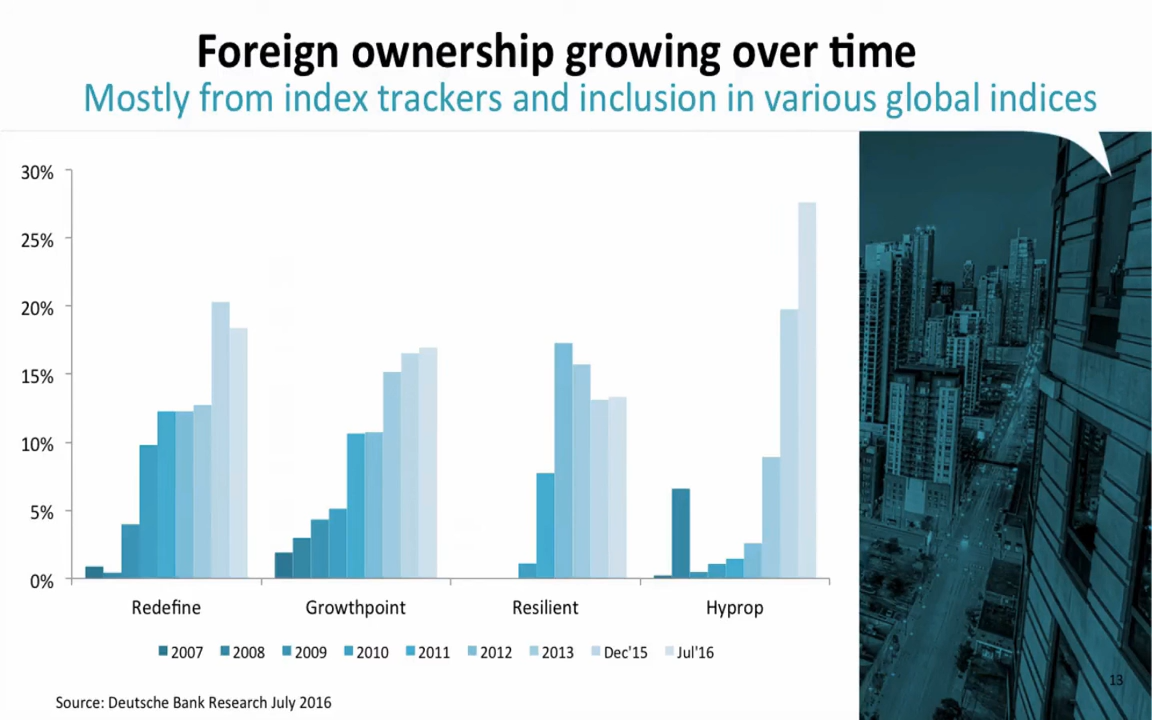 Foreign ownership growing over time
Mostly from index trackers and inclusion in various global indices
30%
25%
20%
15%
10%
5%
0%
Redefine Growthpoint Resilient Hyprop
2007 2008 2009 2010 2011 2012 2013 Dec'15 Jul'16
13
Source: Deutsche Bank Research July 2016